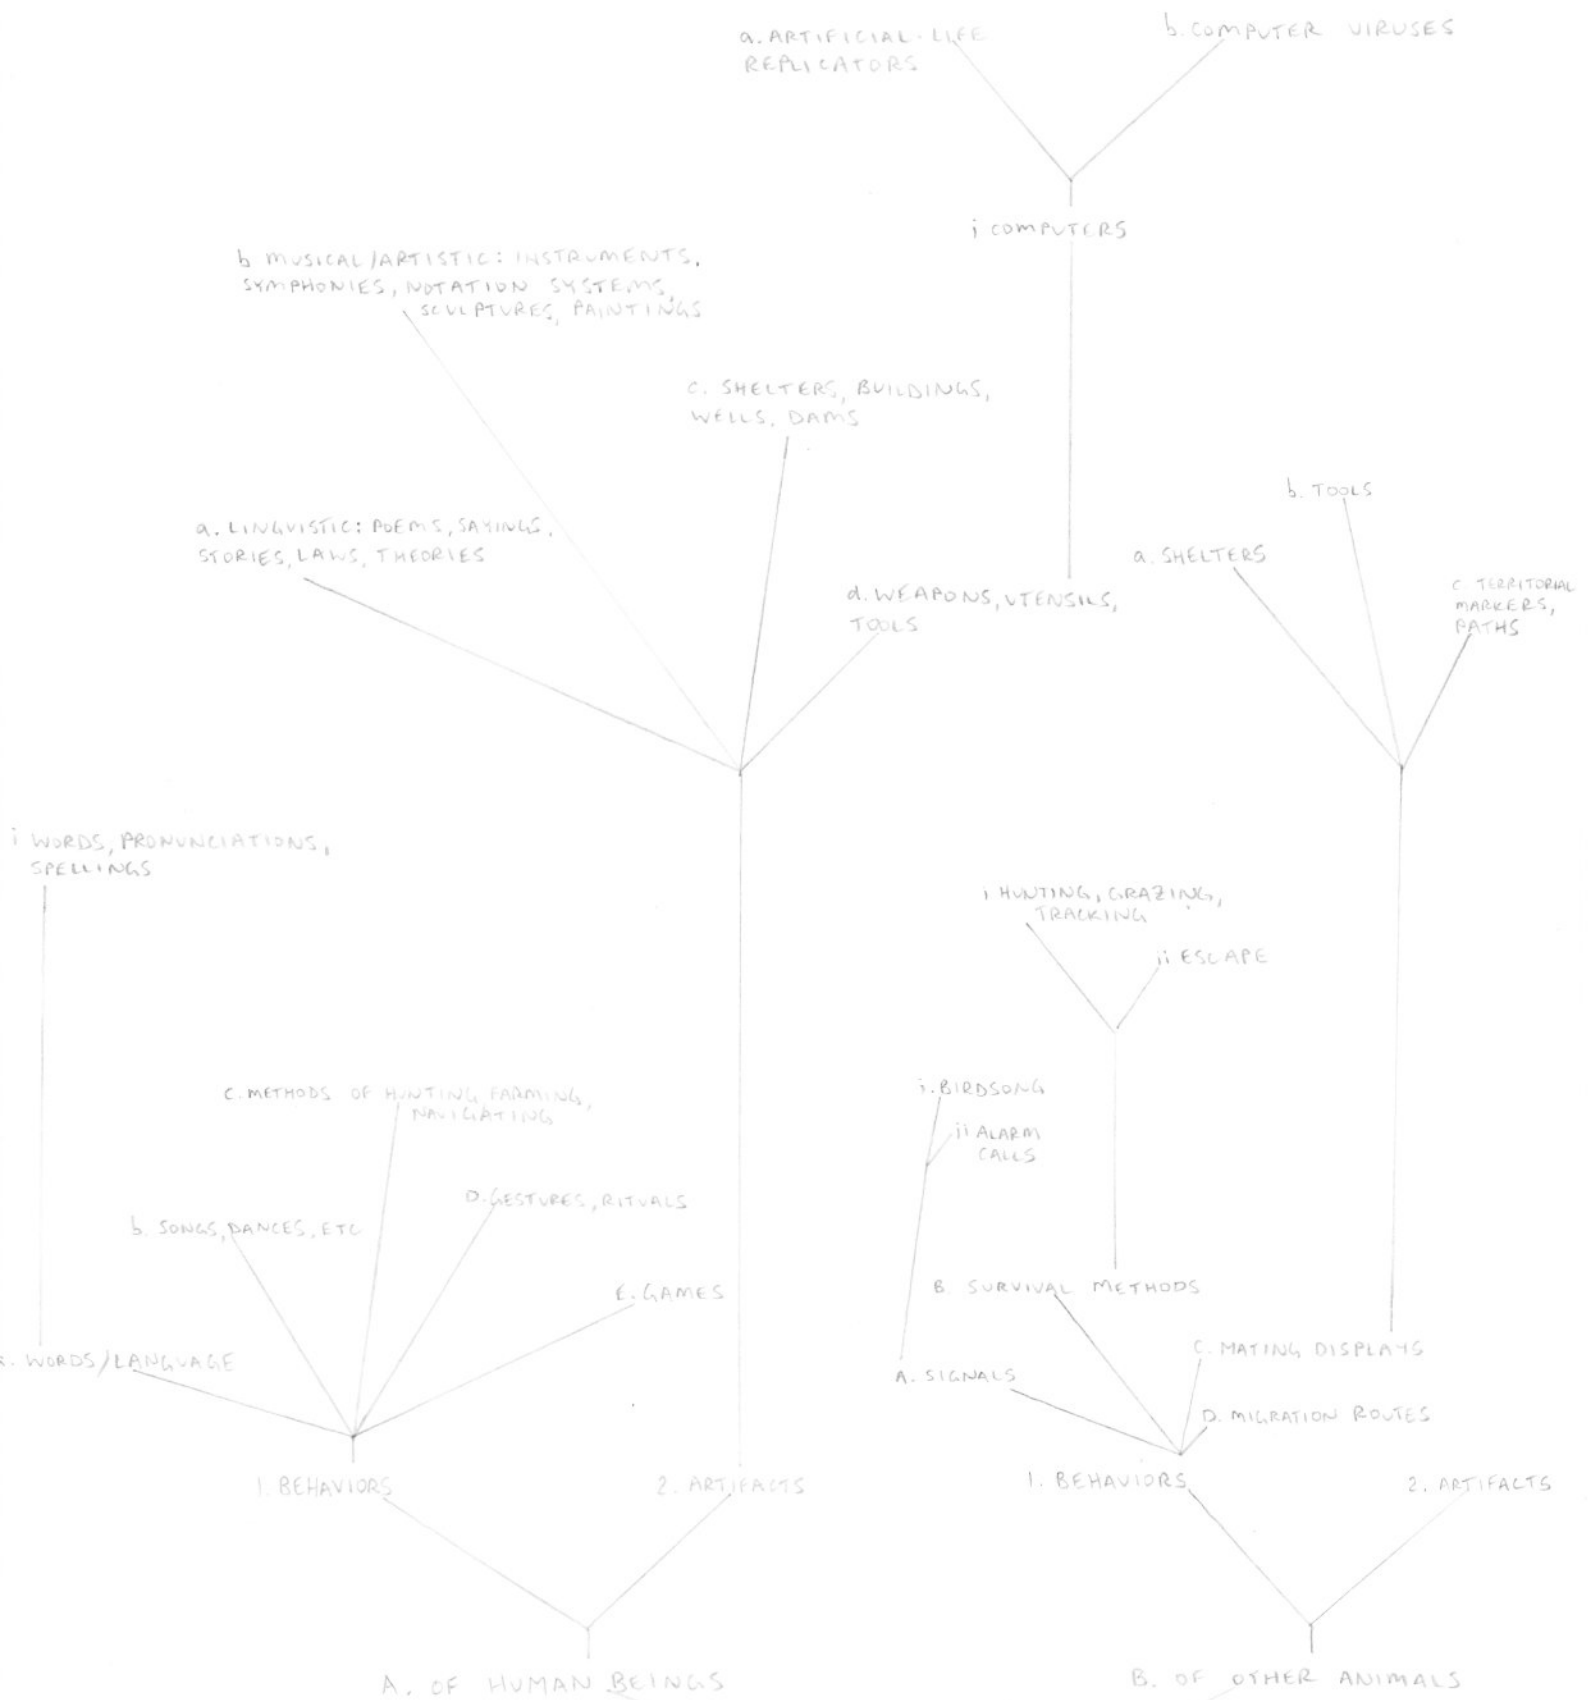 a. ARTIFICIAL-LIFE
REPLICATORS
b. COMPUTER VIRUSES
i COMPUTERS
b MUSICAL/ARTISTIC: INSTRUMENTS,
SYMPHONIES, NOTATION SYSTEMS,
SCULPTURES, PAINTINGS
c. SHELTERS, BUILDINGS,
WELLS, DAMS
b. TOOLS
a. LINGUISTIC: POEMS, SAYINGS,
STORIES, LAWS, THEORIES
a. SHELTERS
d. WEAPONS, UTENSILS,
TOOLS
c. TERRITORIAL
MARKERS,
PATHS
i WORDS, PRONUNCIATIONS,
SPELLINGS
i HUNTING, GRAZING,
TRACKING
ii ESCAPE
C. METHODS OF HUNTING, FARMING,
NAVIGATING
i. BIRDSONG
ii ALARM
CALLS
D. GESTURES, RITUALS
b. SONGS, DANCES, ETC
E. GAMES
B. SURVIVAL METHODS
a. WORDS/LANGUAGE
C. MATING DISPLAYS
A. SIGNALS
D. MIGRATION ROUTES
1. BEHAVIORS
2. ARTIFACTS
1. BEHAVIORS
2. ARTIFACTS
A. OF HUMAN BEINGS
B. OF OTHER ANIMALS